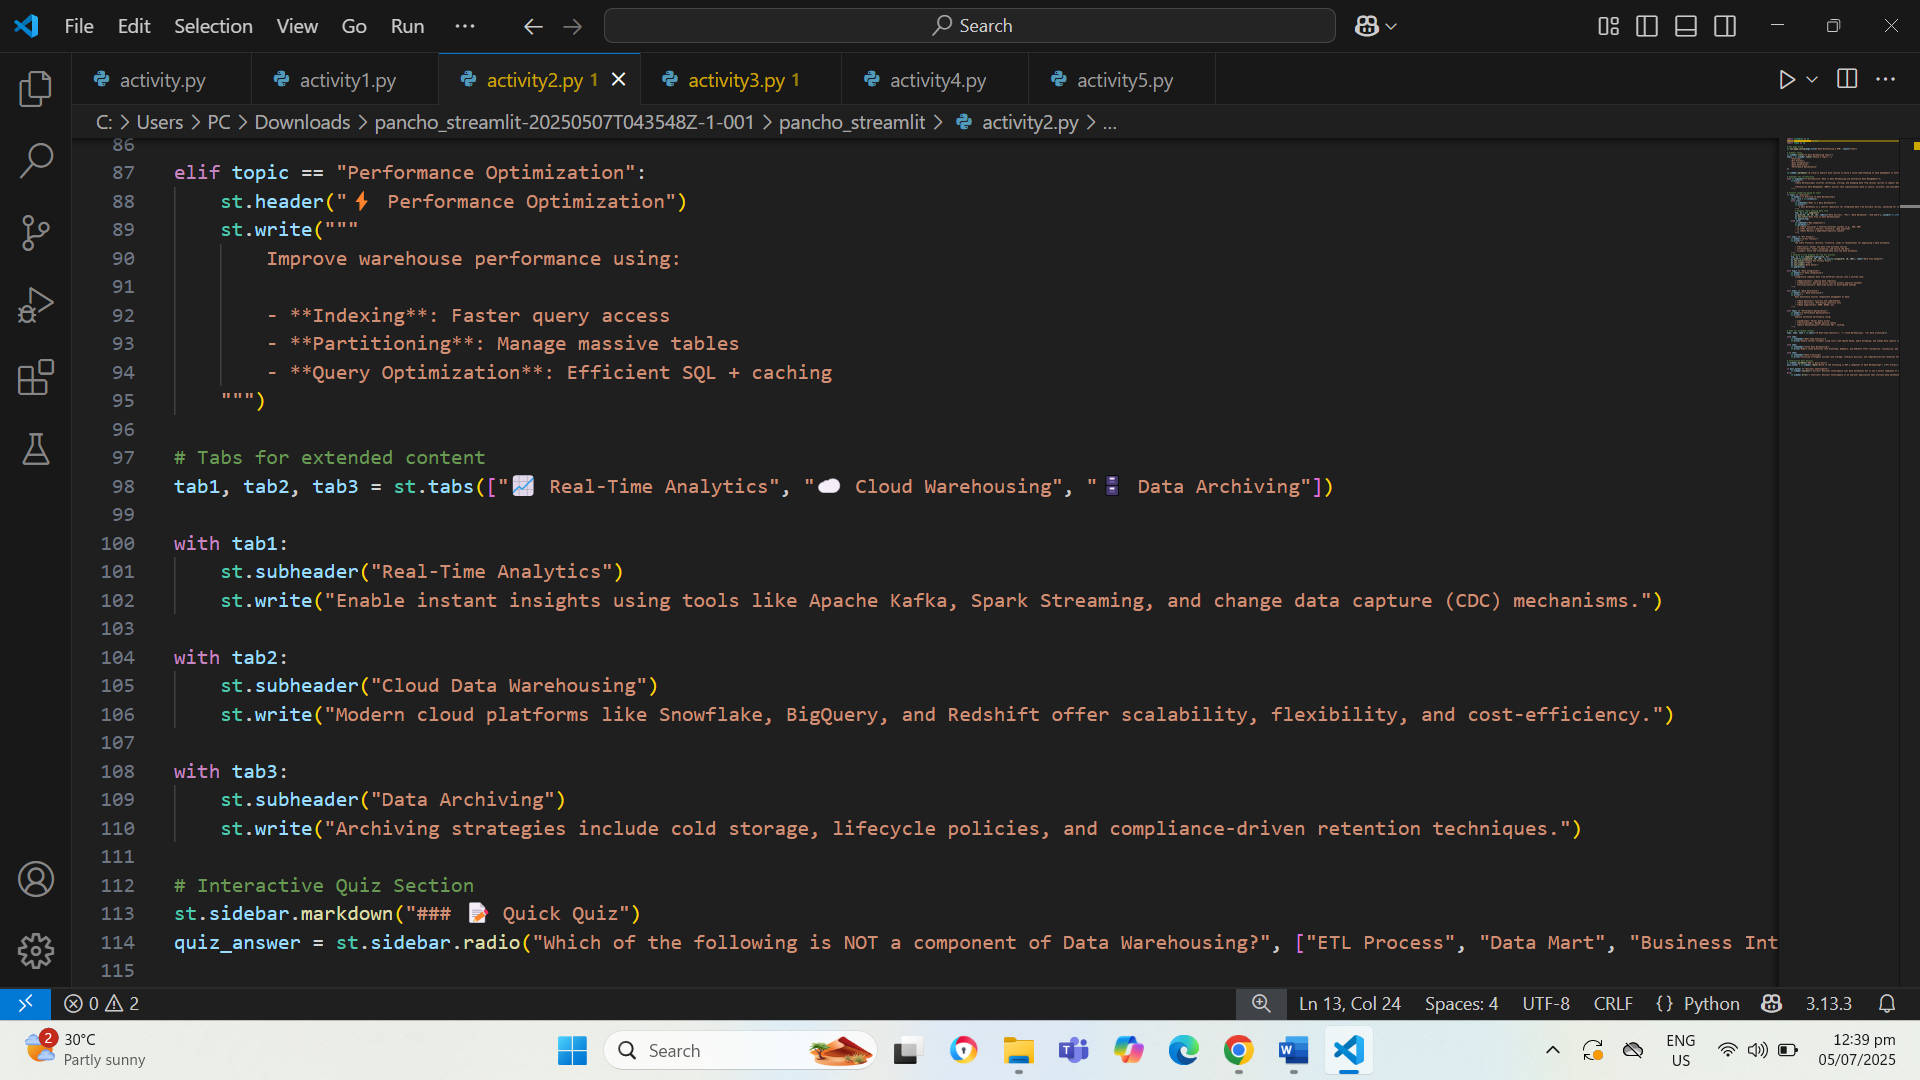 File Edit Selection View Go Run ··· Search
activity.py activity1.py activity2.py 1 activity3.py 1 activity4.py activity5.py
C: > Users > PC > Downloads > pancho_streamlit-20250507T043548Z-1-001 > pancho_streamlit > activity2.py > ...
86
87 elif topic == "Performance Optimization":
88     st.header("⚡ Performance Optimization")
89     st.write("""
90         Improve warehouse performance using:
91
92         - **Indexing**: Faster query access
93         - **Partitioning**: Manage massive tables
94         - **Query Optimization**: Efficient SQL + caching
95     """)
96
97 # Tabs for extended content
98 tab1, tab2, tab3 = st.tabs(["📈 Real-Time Analytics", "☁️ Cloud Warehousing", "🗄️ Data Archiving"])
99
100 with tab1:
101     st.subheader("Real-Time Analytics")
102     st.write("Enable instant insights using tools like Apache Kafka, Spark Streaming, and change data capture (CDC) mechanisms.")
103
104 with tab2:
105     st.subheader("Cloud Data Warehousing")
106     st.write("Modern cloud platforms like Snowflake, BigQuery, and Redshift offer scalability, flexibility, and cost-efficiency.")
107
108 with tab3:
109     st.subheader("Data Archiving")
110     st.write("Archiving strategies include cold storage, lifecycle policies, and compliance-driven retention techniques.")
111
112 # Interactive Quiz Section
113 st.sidebar.markdown("### 📝 Quick Quiz")
114 quiz_answer = st.sidebar.radio("Which of the following is NOT a component of Data Warehousing?", ["ETL Process", "Data Mart", "Business Int
115
0 2 Ln 13, Col 24 Spaces: 4 UTF-8 CRLF {} Python 3.13.3
2 30°C Search ENG 12:39 pm
Partly sunny US 05/07/2025